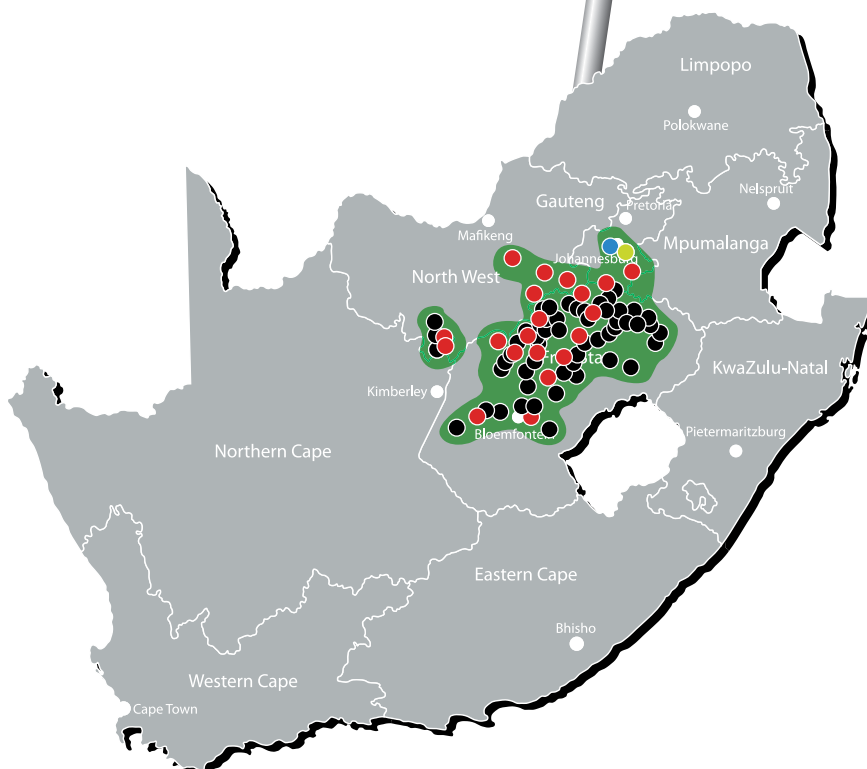 Limpopo
Polokwane
Nelspruit
Gauteng
Pretoria
Mafikeng
Mpumalanga
Johannesburg
North West
KwaZulu-Natal
Kimberley
Bloemfontein
Pietermaritzburg
Northern Cape
Eastern Cape
Bhisho
Western Cape
Cape Town